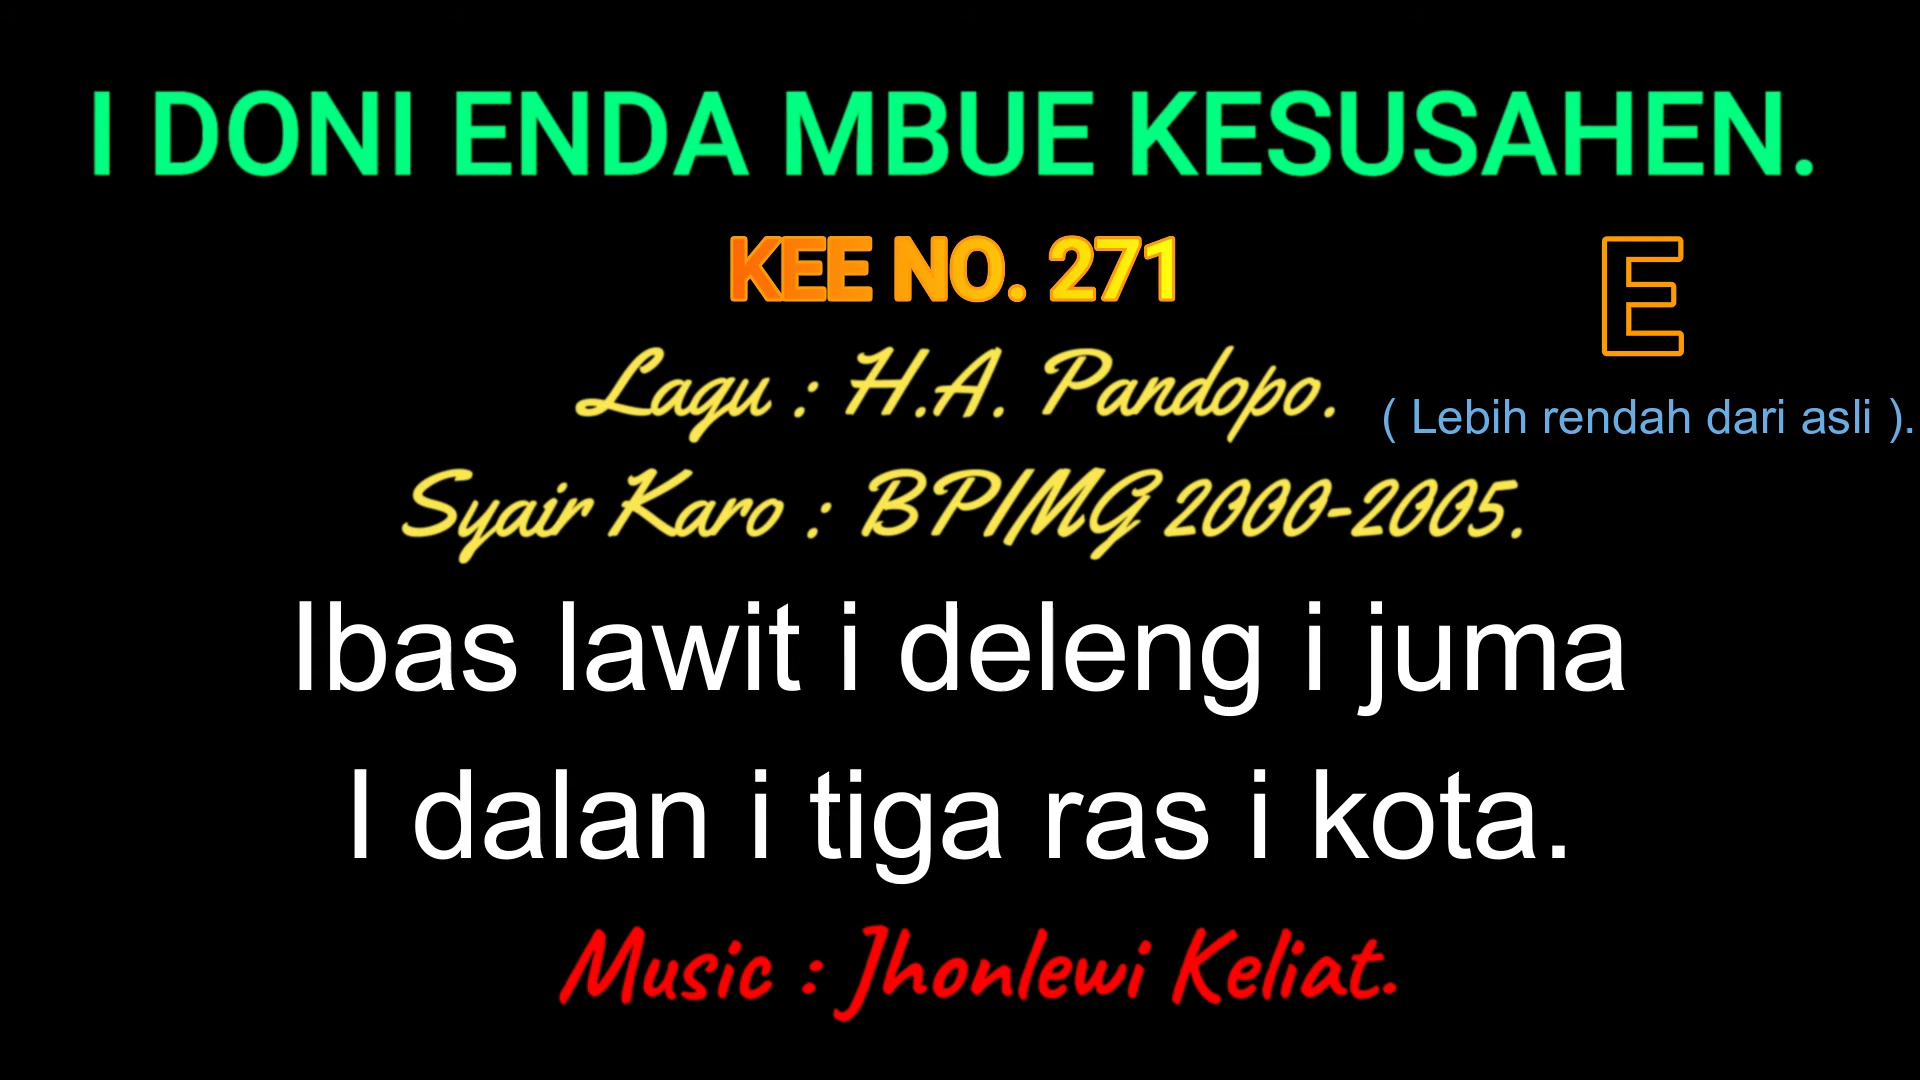 I DONI ENDA MBUE KESUSAHEN.
KEE NO. 271
E
Lagu : H.A. Pandopo.
( Lebih rendah dari asli ).
Syair Karo : BPIMG 2000-2005.
Ibas lawit i deleng i juma
I dalan i tiga ras i kota.
Music : Jhonlewi Keliat.